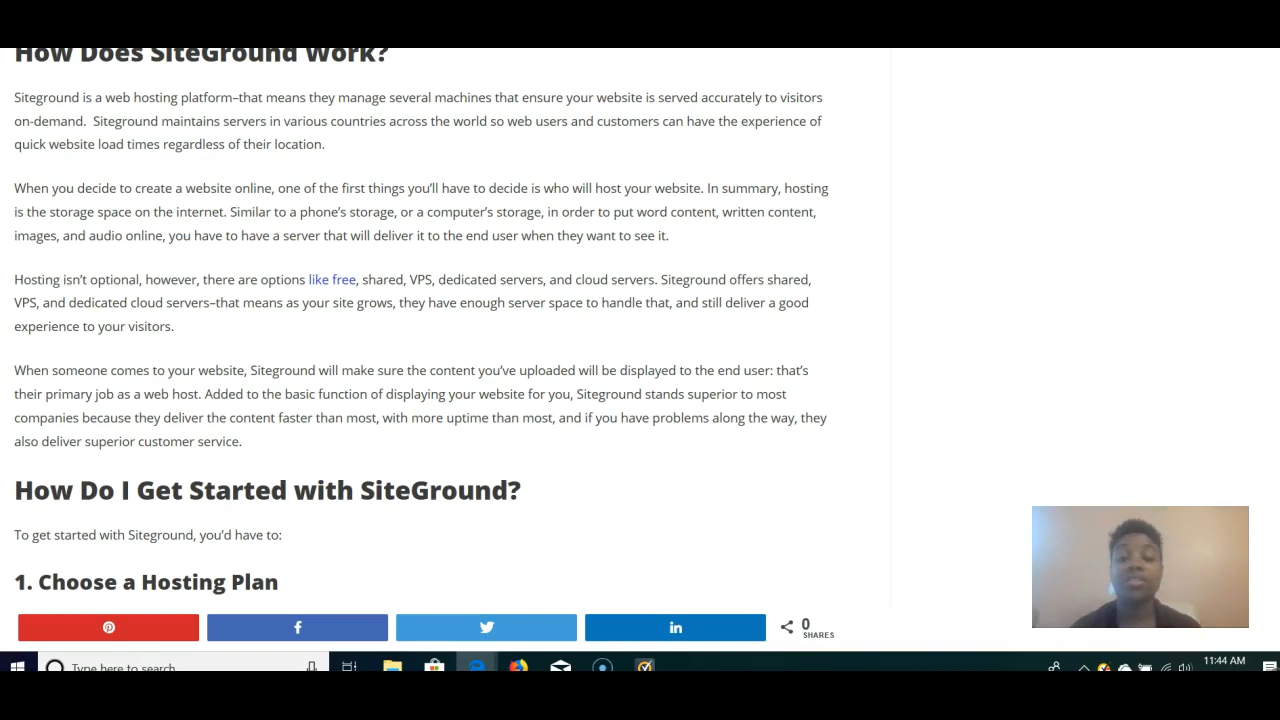 How Does SiteGround Work?
Siteground is a web hosting platform–that means they manage several machines that ensure your website is served accurately to visitors
on-demand.  Siteground maintains servers in various countries across the world so web users and customers can have the experience of
quick website load times regardless of their location.
When you decide to create a website online, one of the first things you'll have to decide is who will host your website. In summary, hosting
is the storage space on the internet. Similar to a phone's storage, or a computer's storage, in order to put word content, written content,
images, and audio online, you have to have a server that will deliver it to the end user when they want to see it.
Hosting isn't optional, however, there are options like free, shared, VPS, dedicated servers, and cloud servers. Siteground offers shared,
VPS, and dedicated cloud servers–that means as your site grows, they have enough server space to handle that, and still deliver a good
experience to your visitors.
When someone comes to your website, Siteground will make sure the content you've uploaded will be displayed to the end user: that's
their primary job as a web host. Added to the basic function of displaying your website for you, Siteground stands superior to most
companies because they deliver the content faster than most, with more uptime than most, and if you have problems along the way, they
also deliver superior customer service.
How Do I Get Started with SiteGround?
To get started with Siteground, you'd have to:
1. Choose a Hosting Plan
0
SHARES
Type here to search
11:44 AM